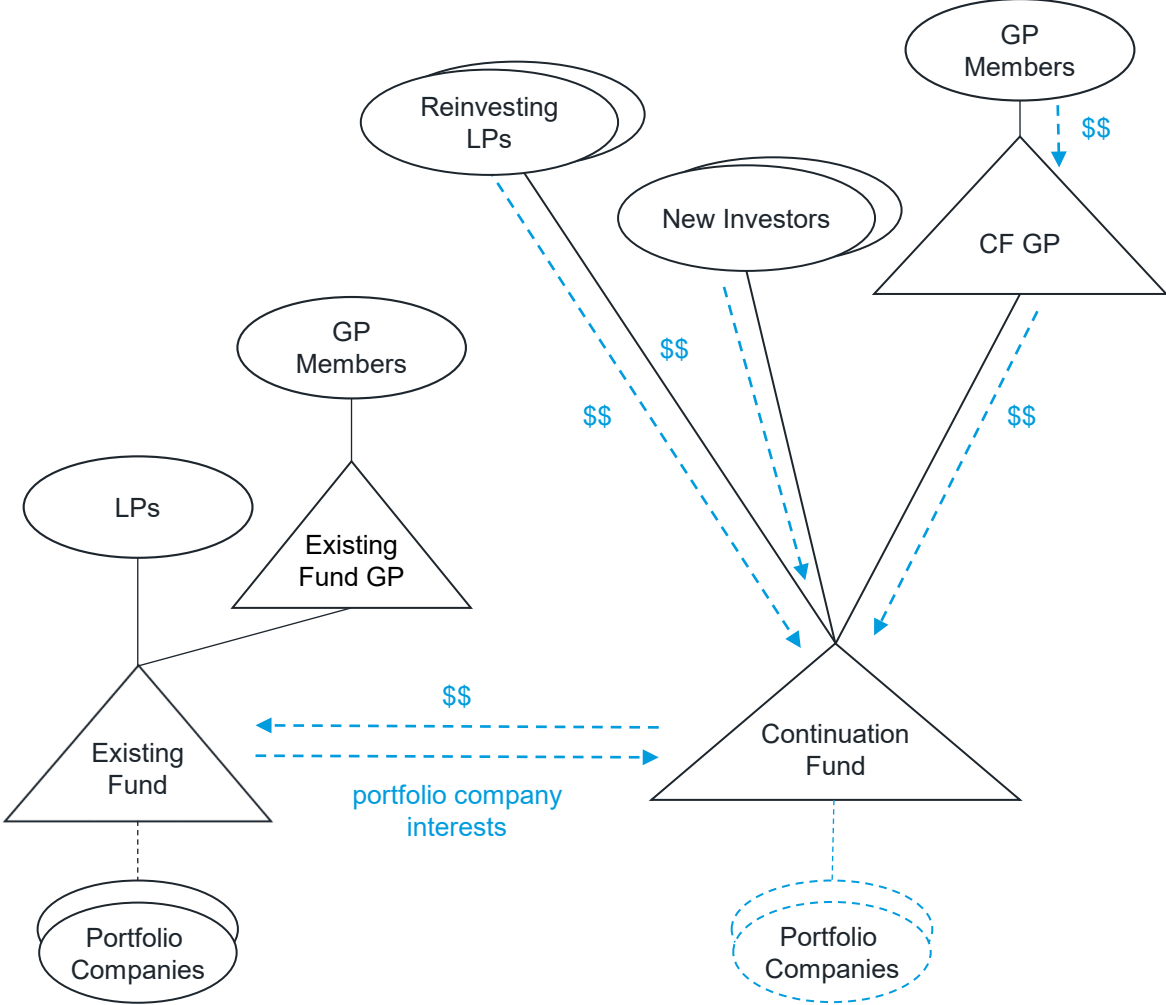 GP
Members
$$
CF GP
Reinvesting
LPs
New Investors
$$
$$
$$
GP
Members
Existing
Fund GP
LPs
$$
Existing
Fund
portfolio company
interests
Continuation
Fund
Portfolio
Companies
Portfolio
Companies